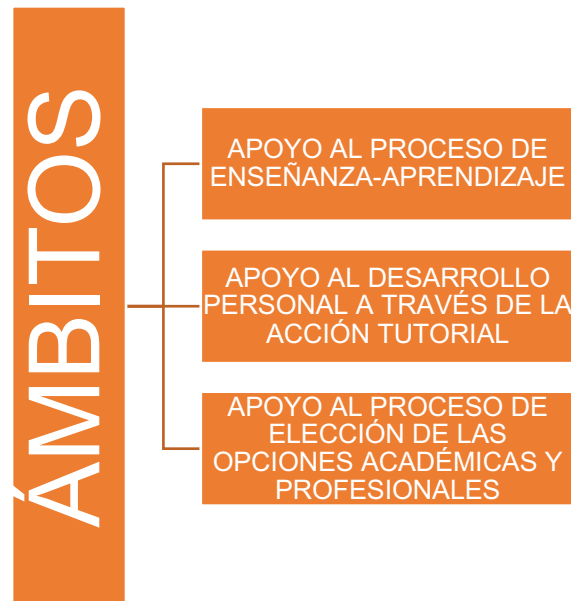 ÁMBITOS
APOYO AL PROCESO DE
ENSEÑANZA-APRENDIZAJE
APOYO AL DESARROLLO
PERSONAL A TRAVÉS DE LA
ACCIÓN TUTORIAL
APOYO AL PROCESO DE
ELECCIÓN DE LAS
OPCIONES ACADÉMICAS Y
PROFESIONALES